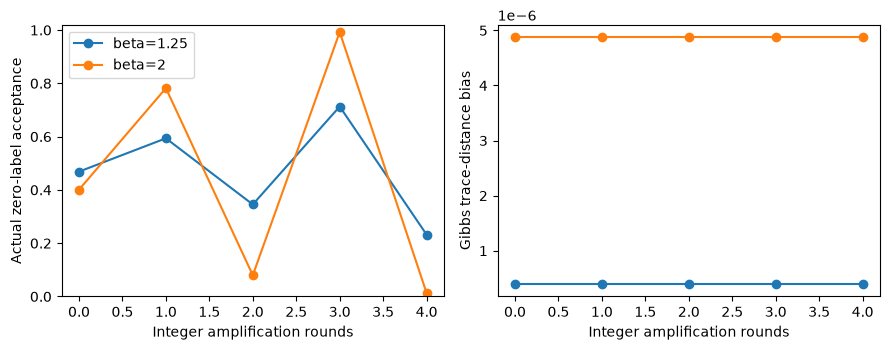 Actual zero-label acceptance
1.0
0.8
0.6
0.4
0.2
0.0
beta=1.25
beta=2
0.0 0.5 1.0 1.5 2.0 2.5 3.0 3.5 4.0
Integer amplification rounds
1e−6
Gibbs trace-distance bias
5
4
3
2
1
0.0 0.5 1.0 1.5 2.0 2.5 3.0 3.5 4.0
Integer amplification rounds